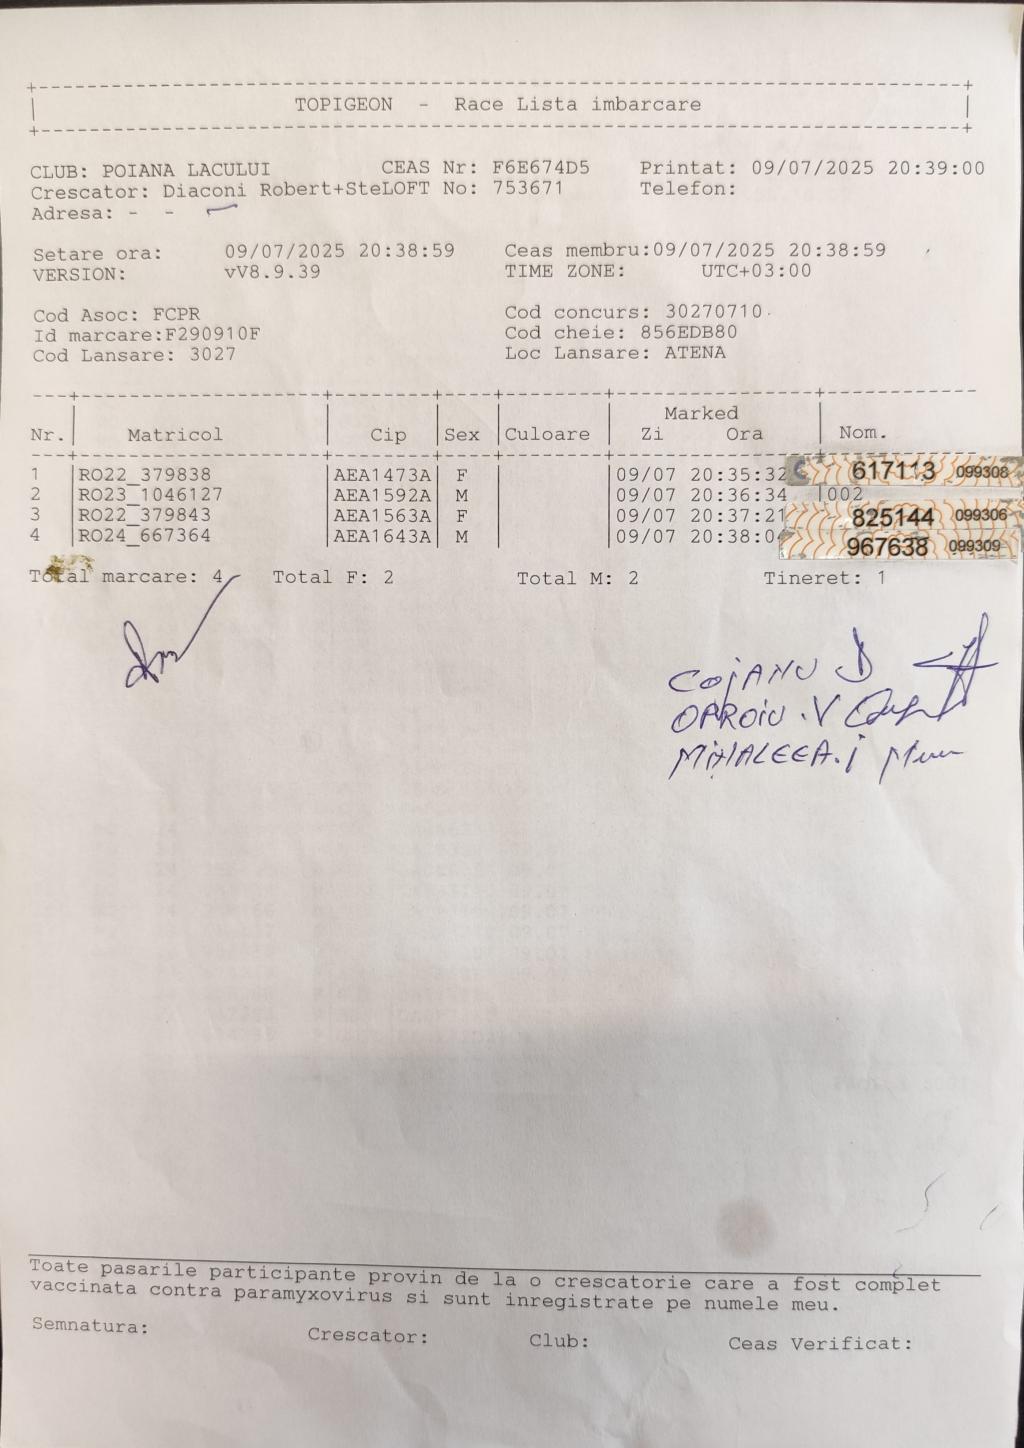 TOPIGEON - Race Lista imbarcare
CLUB: POIANA LACULUI CEAS Nr: F6E674D5 Printat: 09/07/2025 20:39:00
Crescator: Diaconi Robert+SteLOFT No: 753671 Telefon:
Adresa: - -
Setare ora: 09/07/2025 20:38:59 Ceas membru:09/07/2025 20:38:59
VERSION: vV8.9.39 TIME ZONE: UTC+03:00
Cod Asoc: FCPR Cod concurs: 30270710
Id marcare:F290910F Cod cheie: 856EDB80
Cod Lansare: 3027 Loc Lansare: ATENA
Marked
Nr. Matricol Cip Sex Culoare Zi Ora Nom.
1 RO22_379838 AEA1473A F 09/07 20:35:32 617113 099308
2 RO23_1046127 AEA1592A M 09/07 20:36:34 002
3 RO22_379843 AEA1563A F 09/07 20:37:21 825144 099306
4 RO24_667364 AEA1643A M 09/07 20:38:0 967638 099309
Total marcare: 4 Total F: 2 Total M: 2 Tineret: 1
COJANU D
OPROIU .V
MIHALEEA.i
Toate pasarile participante provin de la o crescatorie care a fost complet
vaccinata contra paramyxovirus si sunt inregistrate pe numele meu.
Semnatura: Crescator: Club: Ceas Verificat: